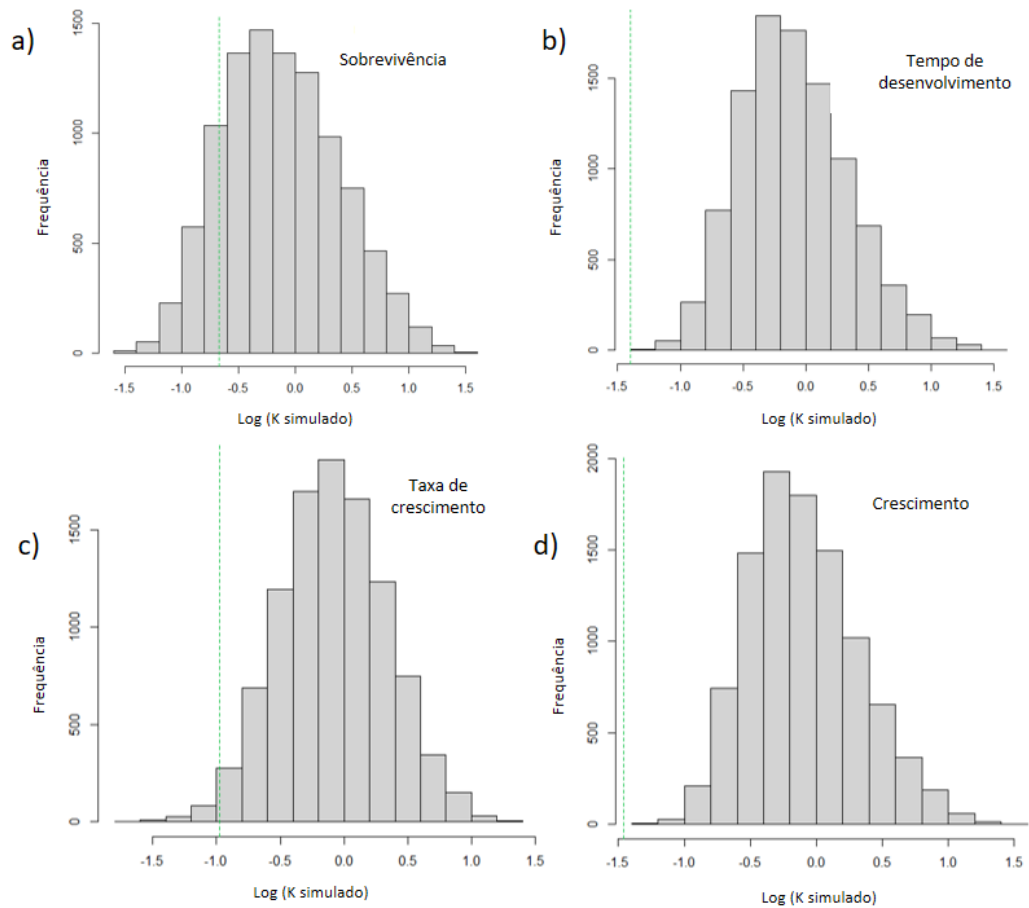 a)
Sobrevivência
Frequência
1500
1000
500
0
-1.5 -1.0 -0.5 0.0 0.5 1.0 1.5
Log (K simulado)
b)
Tempo de
desenvolvimento
Frequência
1500
1000
500
0
-1.5 -1.0 -0.5 0.0 0.5 1.0 1.5
Log (K simulado)
c)
Taxa de
crescimento
Frequência
1500
1000
500
0
-1.5 -1.0 -0.5 0.0 0.5 1.0 1.5
Log (K simulado)
d)
Crescimento
Frequência
2000
1500
1000
500
0
-1.5 -1.0 -0.5 0.0 0.5 1.0 1.5
Log (K simulado)